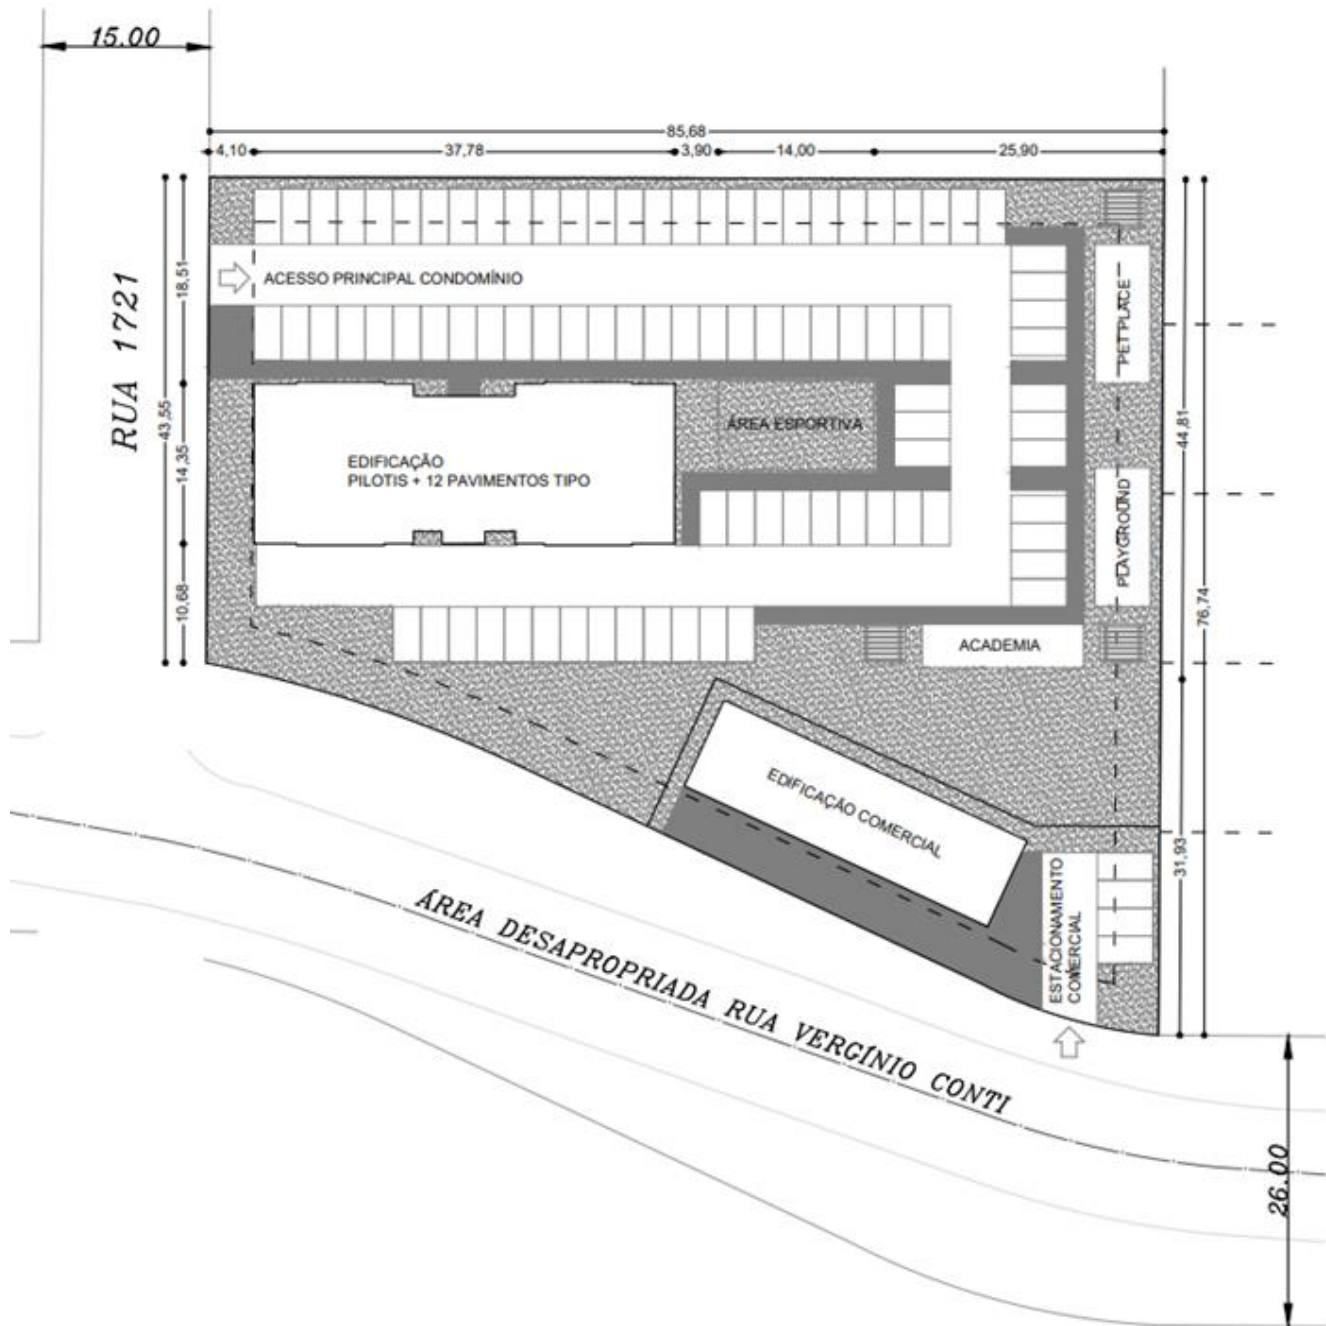 15.00
85,68
4,10
37,78
3,90
14,00
25,90
RUA 1721
43,55
18,51
14,35
10,68
ACESSO PRINCIPAL CONDOMÍNIO
PET PLACE
ÁREA ESPORTIVA
EDIFICAÇÃO
PILOTIS + 12 PAVIMENTOS TIPO
PLAYGROUND
44,81
76,74
ACADEMIA
EDIFICAÇÃO COMERCIAL
31,93
ESTACIONAMENTO
COMERCIAL
ÁREA DESAPROPRIADA RUA VERGÍNIO CONTI
26.00